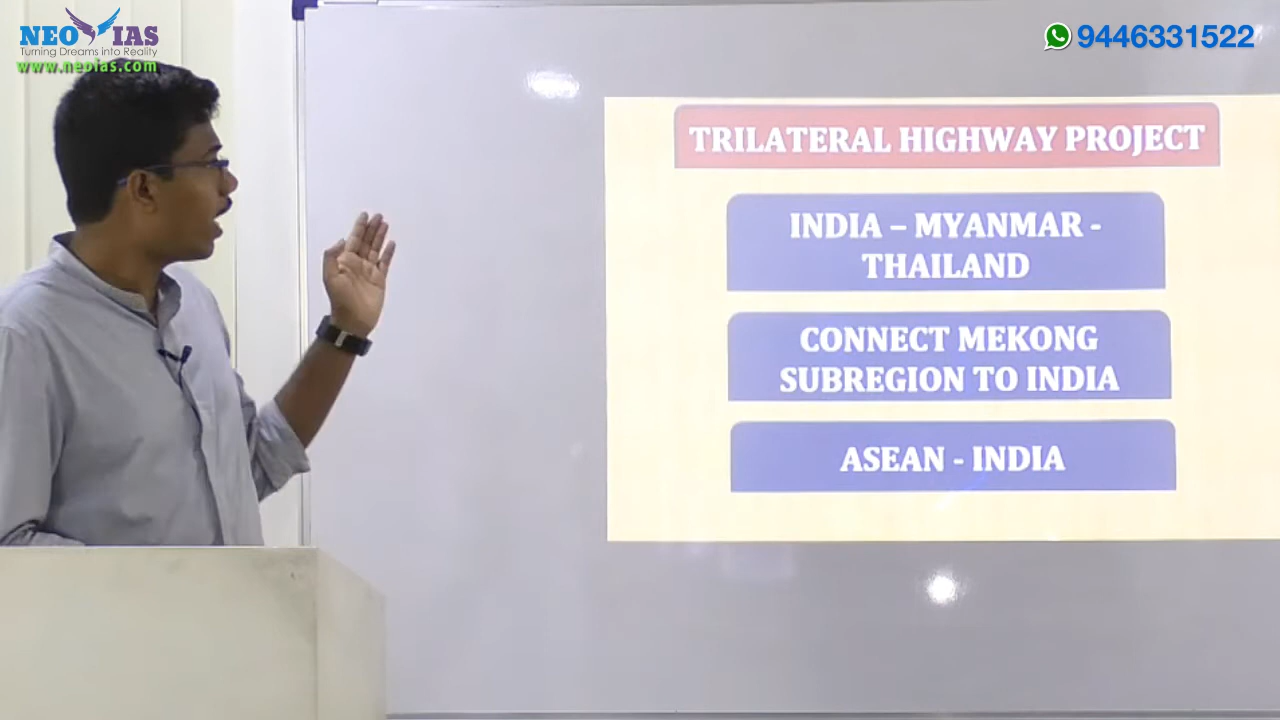 NEO IAS
Turning Dreams into Reality
www.neoias.com
9446331522
TRILATERAL HIGHWAY PROJECT
INDIA – MYANMAR -
THAILAND
CONNECT MEKONG
SUBREGION TO INDIA
ASEAN - INDIA